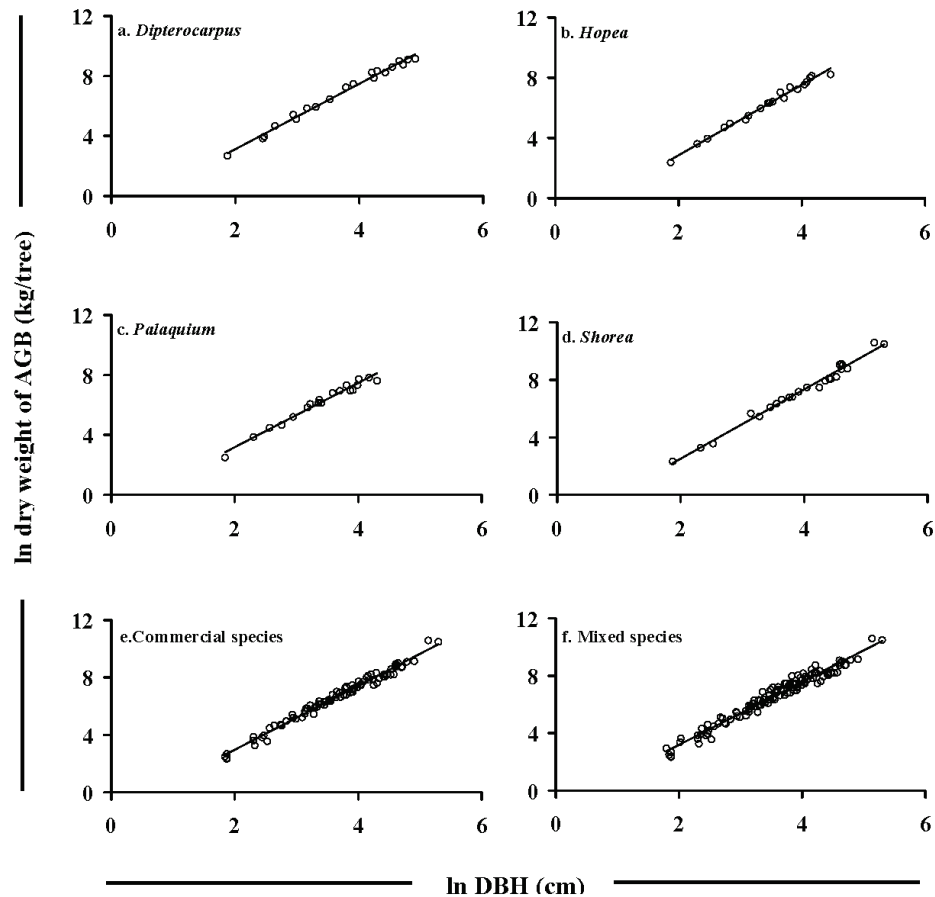 ln dry weight of AGB (kg/tree)
a. Dipterocarpus
12
8
4
0
0 2 4 6
b. Hopea
12
8
4
0
0 2 4 6
c. Palaquium
12
8
4
0
0 2 4 6
d. Shorea
12
8
4
0
0 2 4 6
e.Commercial species
12
8
4
0
0 2 4 6
f. Mixed species
12
8
4
0
0 2 4 6
ln DBH (cm)